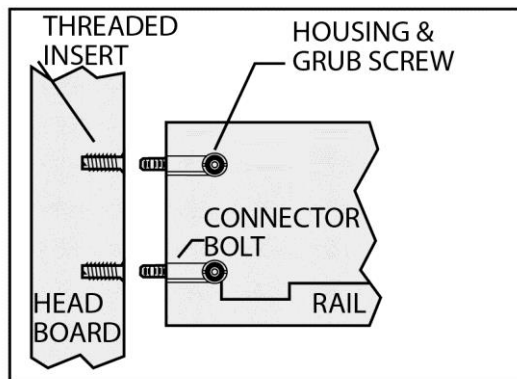 THREADED
INSERT
HOUSING &
GRUB SCREW
CONNECTOR
BOLT
HEAD
BOARD
RAIL